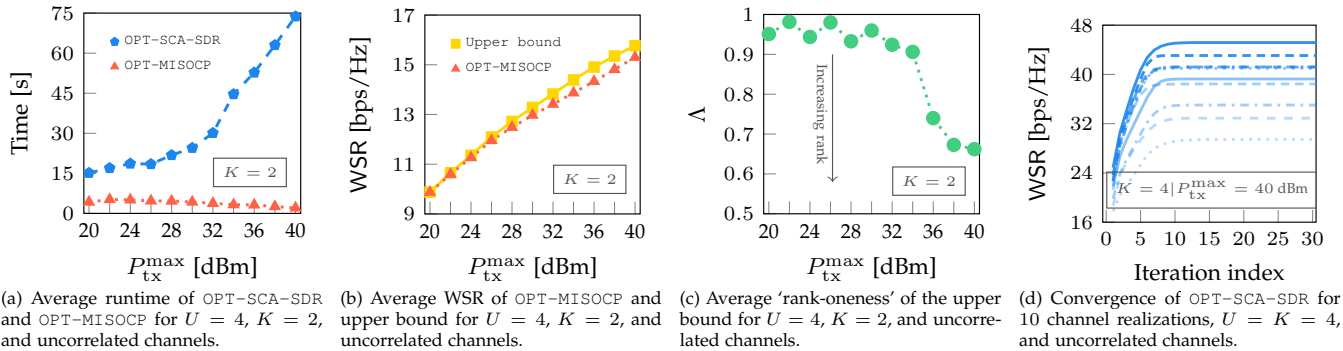 75
60
45
30
15
0
Time [s]
OPT-SCA-SDR
OPT-MISOCP
K = 2
20 24 28 32 36 40
P_tx^max [dBm]
(a) Average runtime of OPT-SCA-SDR
and OPT-MISOCP for U = 4, K = 2,
and uncorrelated channels.
17
15
13
11
9
WSR [bps/Hz]
Upper bound
OPT-MISOCP
K = 2
20 24 28 32 36 40
P_tx^max [dBm]
(b) Average WSR of OPT-MISOCP and
upper bound for U = 4, K = 2, and
uncorrelated channels.
1
0.9
0.8
0.7
0.6
0.5
Λ
Increasing rank
K = 2
20 24 28 32 36 40
P_tx^max [dBm]
(c) Average ‘rank-oneness’ of the upper
bound for U = 4, K = 2, and uncorre-
lated channels.
48
40
32
24
16
WSR [bps/Hz]
K = 4|P_tx^max = 40 dBm
0 5 10 15 20 25 30
Iteration index
(d) Convergence of OPT-SCA-SDR for
10 channel realizations, U = K = 4,
and uncorrelated channels.